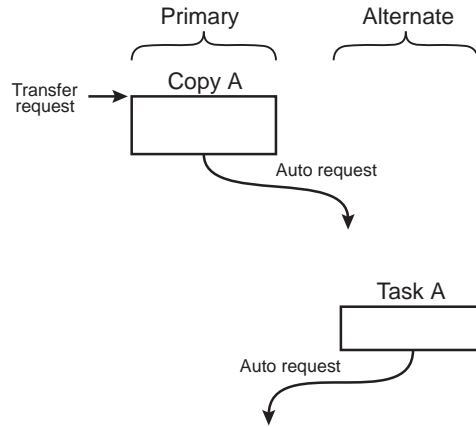 Primary
Alternate
Transfer
request
Copy A
Auto request
Task A
Auto request